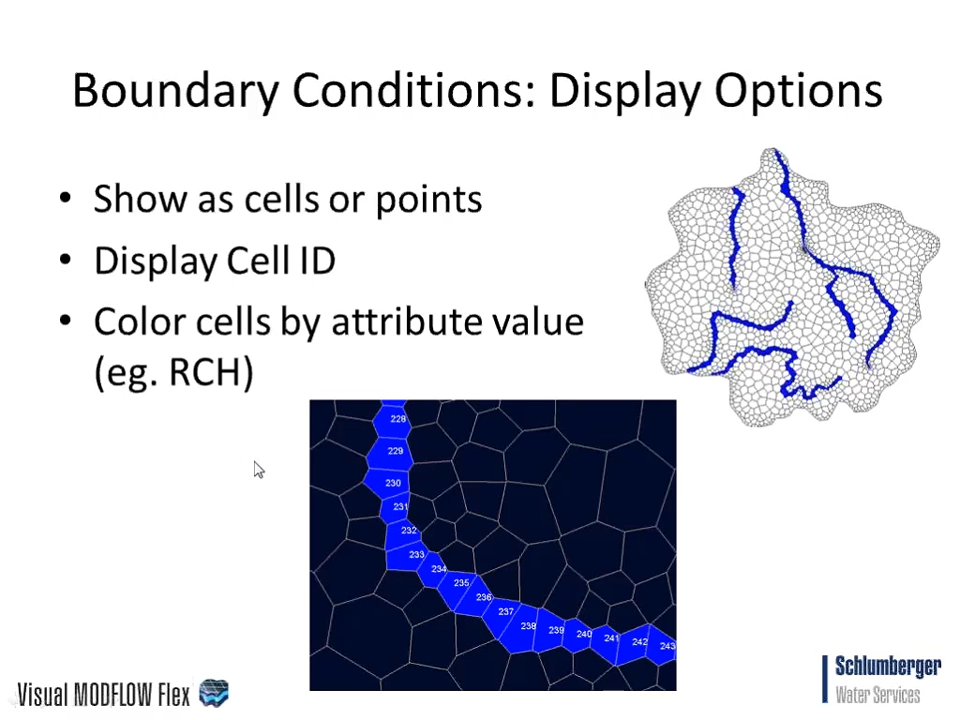 Boundary Conditions: Display Options
• Show as cells or points
• Display Cell ID
• Color cells by attribute value
(eg. RCH)
228
229
230
231
232
233
234
235
236
237
238
239
240
241
242
243
Visual MODFLOW Flex
Schlumberger
Water Services